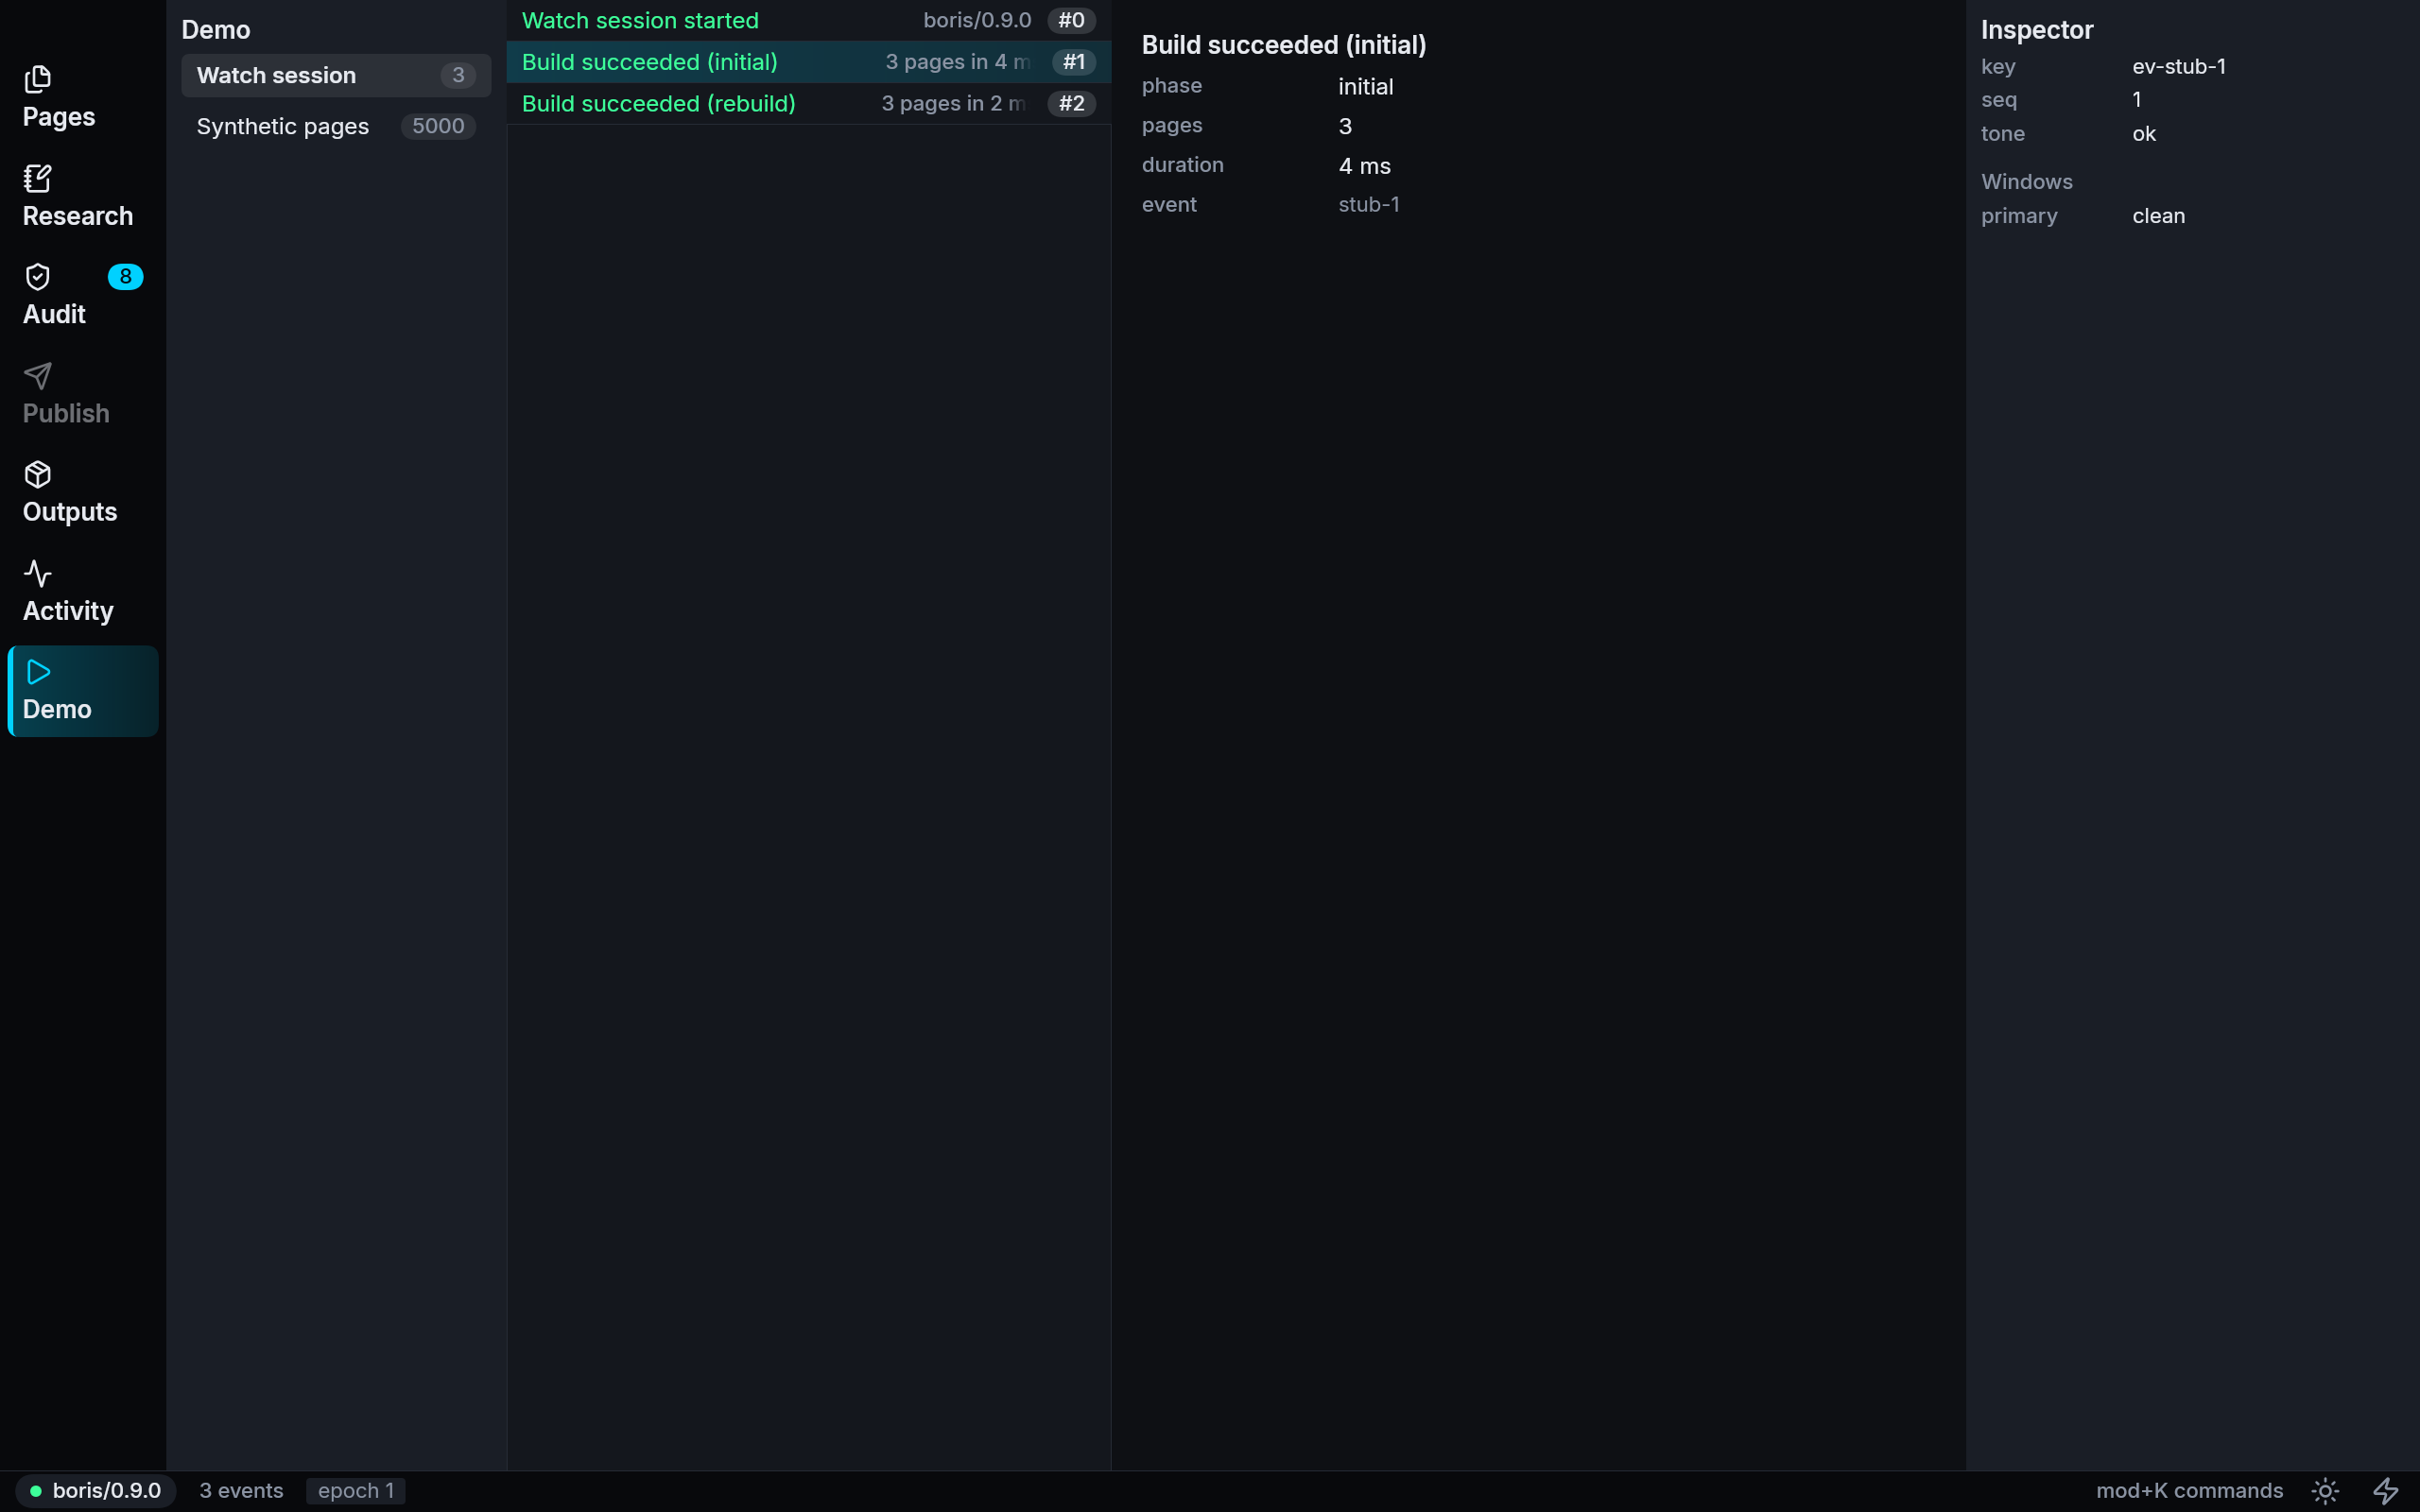 Pages
Research
Audit 8
Publish
Outputs
Activity
Demo
Demo
Watch session 3
Synthetic pages 5000
Watch session started boris/0.9.0 #0
Build succeeded (initial) 3 pages in 4 m #1
Build succeeded (rebuild) 3 pages in 2 m #2
Build succeeded (initial)
phase initial
pages 3
duration 4 ms
event stub-1
Inspector
key ev-stub-1
seq 1
tone ok
Windows
primary clean
boris/0.9.0 3 events epoch 1 mod+K commands